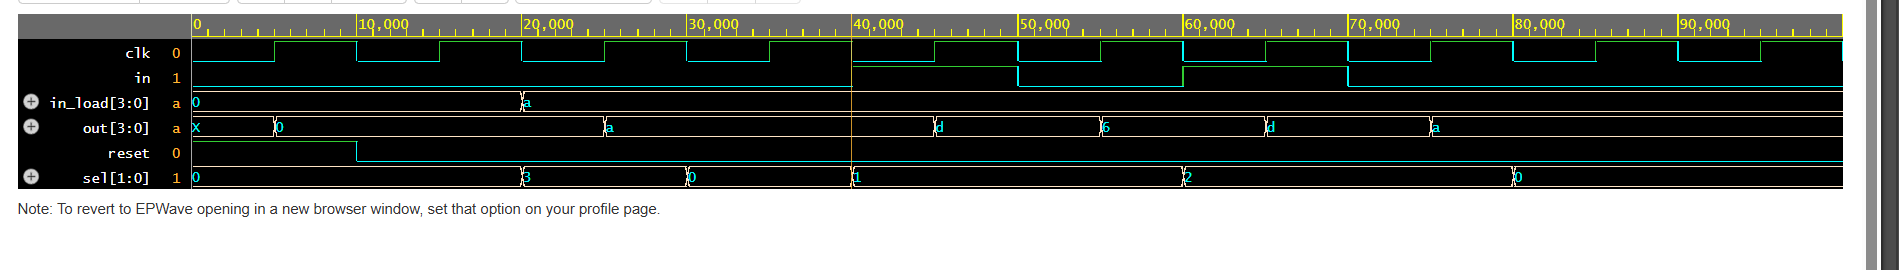 0 10,000 20,000 30,000 40,000 50,000 60,000 70,000 80,000 90,000
clk 0
in 1
in_load[3:0] a 0 a
out[3:0] a x 0 a d 6 d a
reset 0
sel[1:0] 1 0 3 0 1 2 0
Note: To revert to EPWave opening in a new browser window, set that option on your profile page.